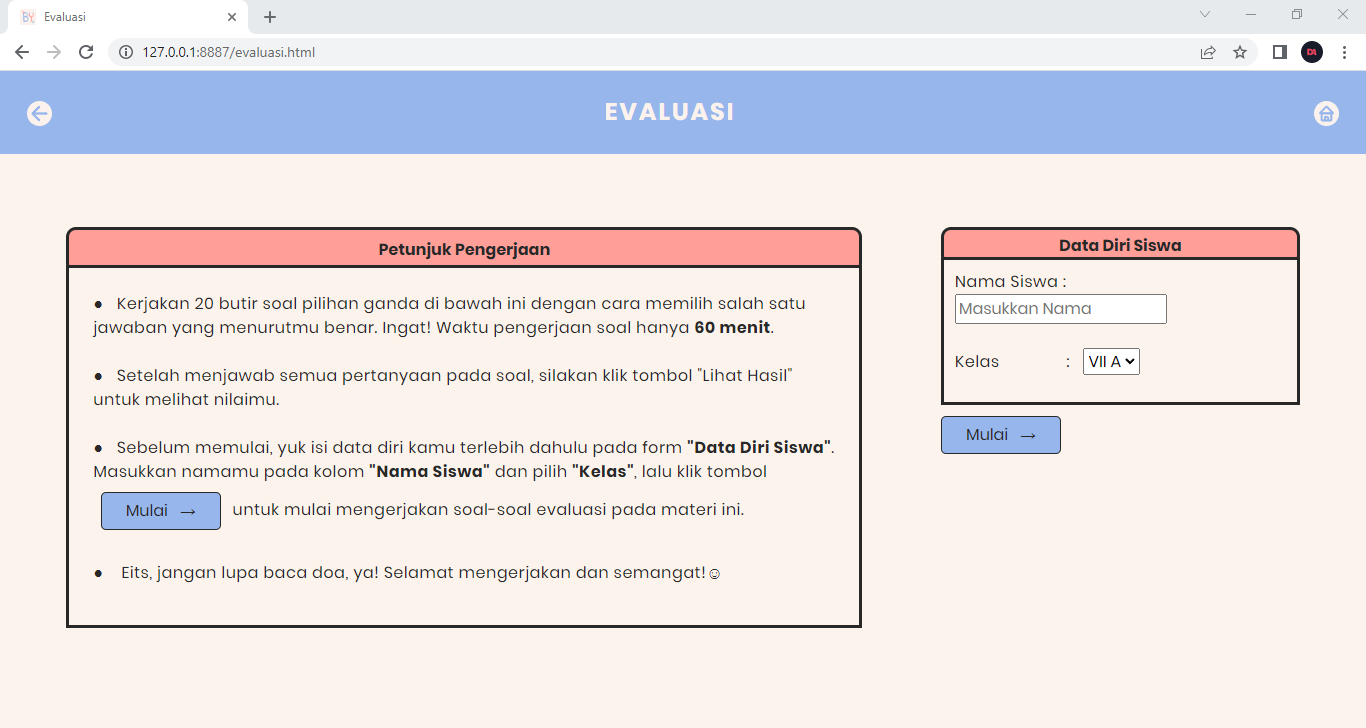 BY
Evaluasi
127.0.0.1:8887/evaluasi.html
EVALUASI
Petunjuk Pengerjaan
● Kerjakan 20 butir soal pilihan ganda di bawah ini dengan cara memilih salah satu
jawaban yang menurutmu benar. Ingat! Waktu pengerjaan soal hanya 60 menit.
● Setelah menjawab semua pertanyaan pada soal, silakan klik tombol "Lihat Hasil"
untuk melihat nilaimu.
● Sebelum memulai, yuk isi data diri kamu terlebih dahulu pada form "Data Diri Siswa".
Masukkan namamu pada kolom "Nama Siswa" dan pilih "Kelas", lalu klik tombol
Mulai → untuk mulai mengerjakan soal-soal evaluasi pada materi ini.
● Eits, jangan lupa baca doa, ya! Selamat mengerjakan dan semangat!☺
Data Diri Siswa
Nama Siswa :
Masukkan Nama
Kelas : VII A
Mulai →